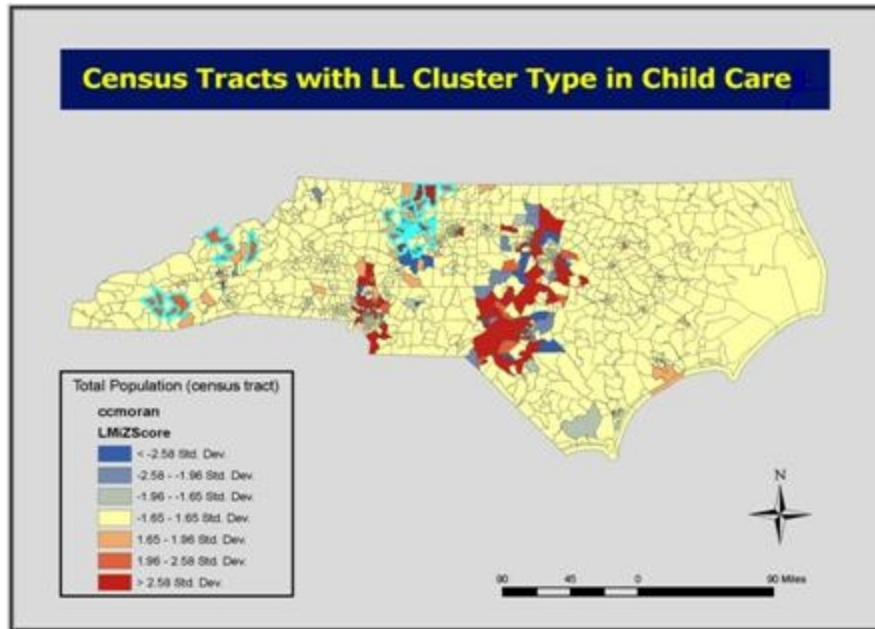 Census Tracts with LL Cluster Type in Child Care
Total Population (census tract)
ccmoran
LMiZScore
< -2.58 Std. Dev.
-2.58 - -1.96 Std. Dev.
-1.96 - -1.65 Std. Dev.
-1.65 - 1.65 Std. Dev.
1.65 - 1.96 Std. Dev.
1.96 - 2.58 Std. Dev.
> 2.58 Std. Dev.
N
90 45 0 90 Miles